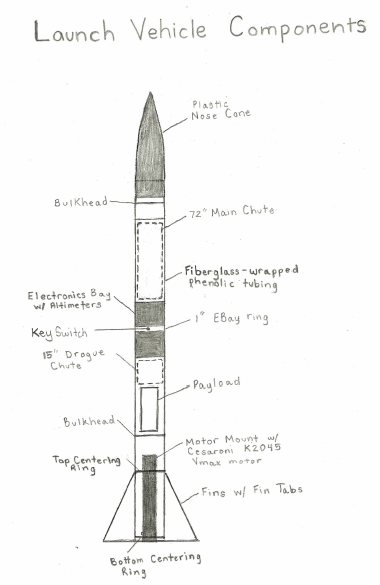 Launch Vehicle Components
Plastic
Nose Cone
Bulkhead
72" Main Chute
Fiberglass-wrapped
phenolic tubing
Electronics Bay
w/ Altimeters
1" EBay ring
Key Switch
15" Drogue
Chute
Payload
Bulkhead
Motor Mount w/
Cesaroni K2045
Vmax motor
Top Centering
Ring
Fins w/ Fin Tabs
Bottom Centering
Ring